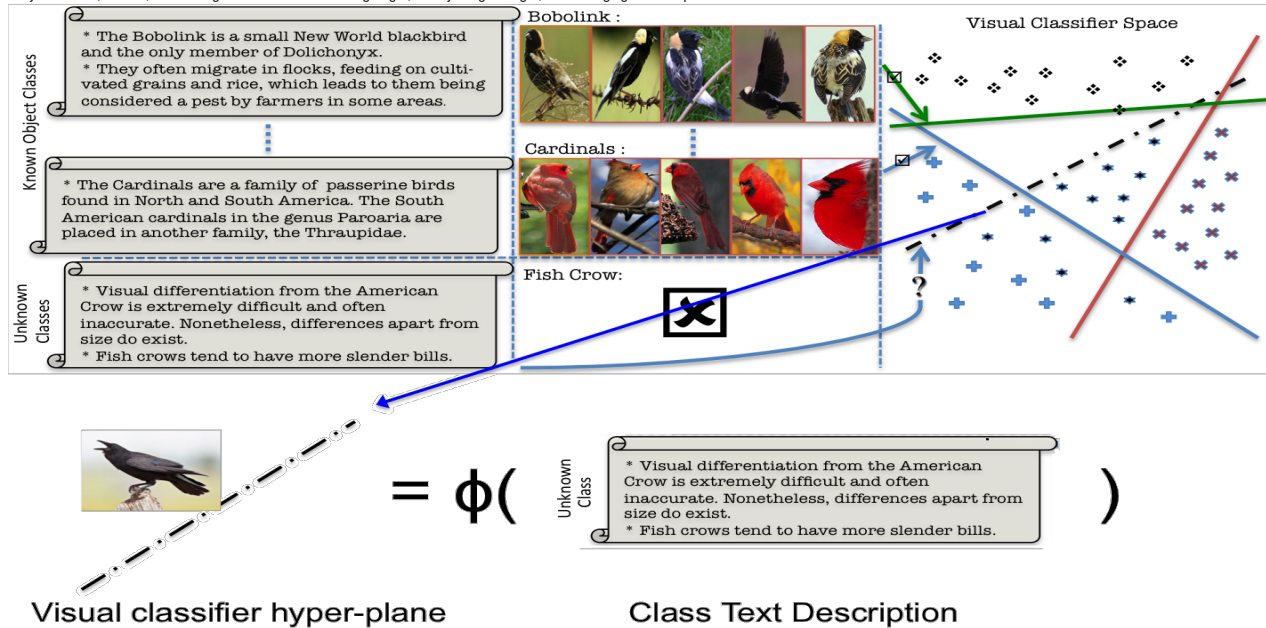 Bobolink :
Visual Classifier Space
Known Object Classes
* The Bobolink is a small New World blackbird
and the only member of Dolichonyx.
* They often migrate in flocks, feeding on culti-
vated grains and rice, which leads to them being
considered a pest by farmers in some areas.
Cardinals :
* The Cardinals are a family of passerine birds
found in North and South America. The South
American cardinals in the genus Paroaria are
placed in another family, the Thraupidae.
Unknown
Classes
* Visual differentiation from the American
Crow is extremely difficult and often
inaccurate. Nonetheless, differences apart from
size do exist.
* Fish crows tend to have more slender bills.
Fish Crow:
?
= ϕ(
Unknown
Class
* Visual differentiation from the American
Crow is extremely difficult and often
inaccurate. Nonetheless, differences apart from
size do exist.
* Fish crows tend to have more slender bills.
)
Visual classifier hyper-plane
Class Text Description